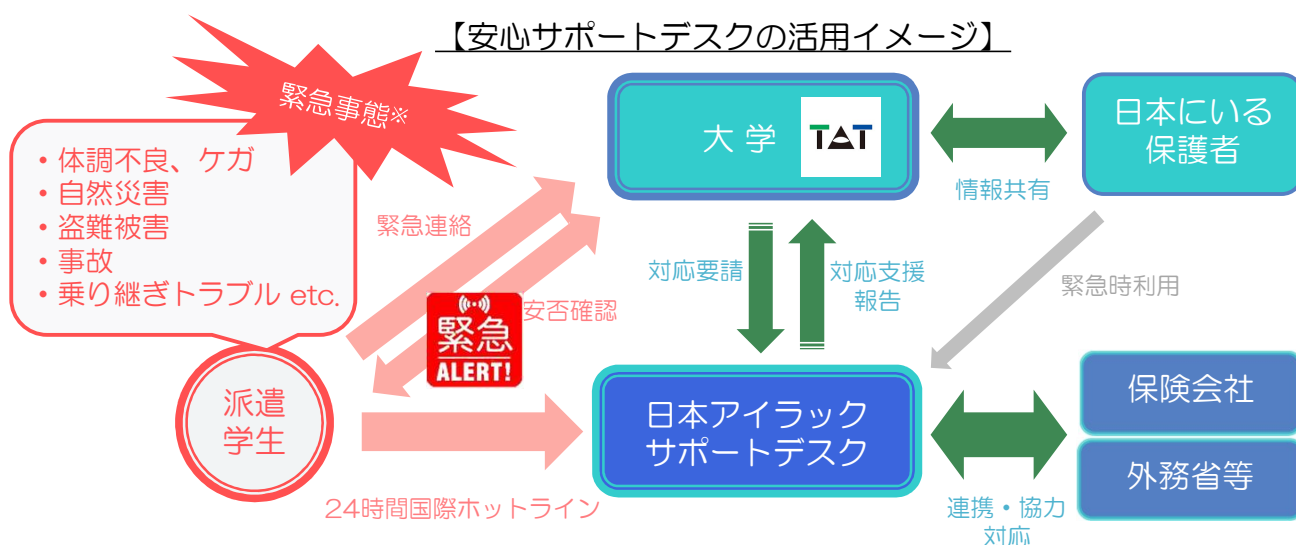 【安心サポートデスクの活用イメージ】
緊急事態※
・体調不良、ケガ
・自然災害
・盗難被害
・事故
・乗り継ぎトラブル etc.
派遣
学生
緊急連絡
安否確認
緊急
ALERT!
24時間国際ホットライン
大学
TAT
情報共有
日本にいる
保護者
対応要請
対応支援
報告
緊急時利用
日本アイラック
サポートデスク
連携・協力
対応
保険会社
外務省等